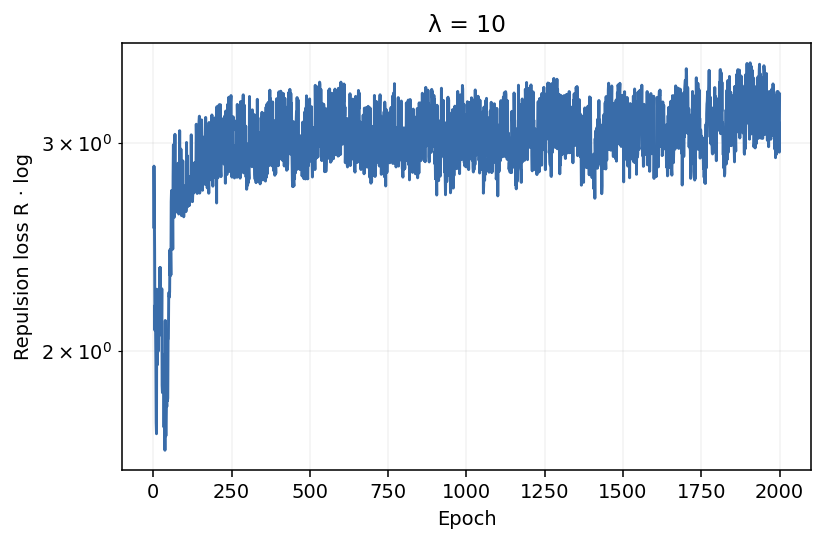 λ = 10
Repulsion loss R · log
3 × 10⁰
2 × 10⁰
0 250 500 750 1000 1250 1500 1750 2000
Epoch